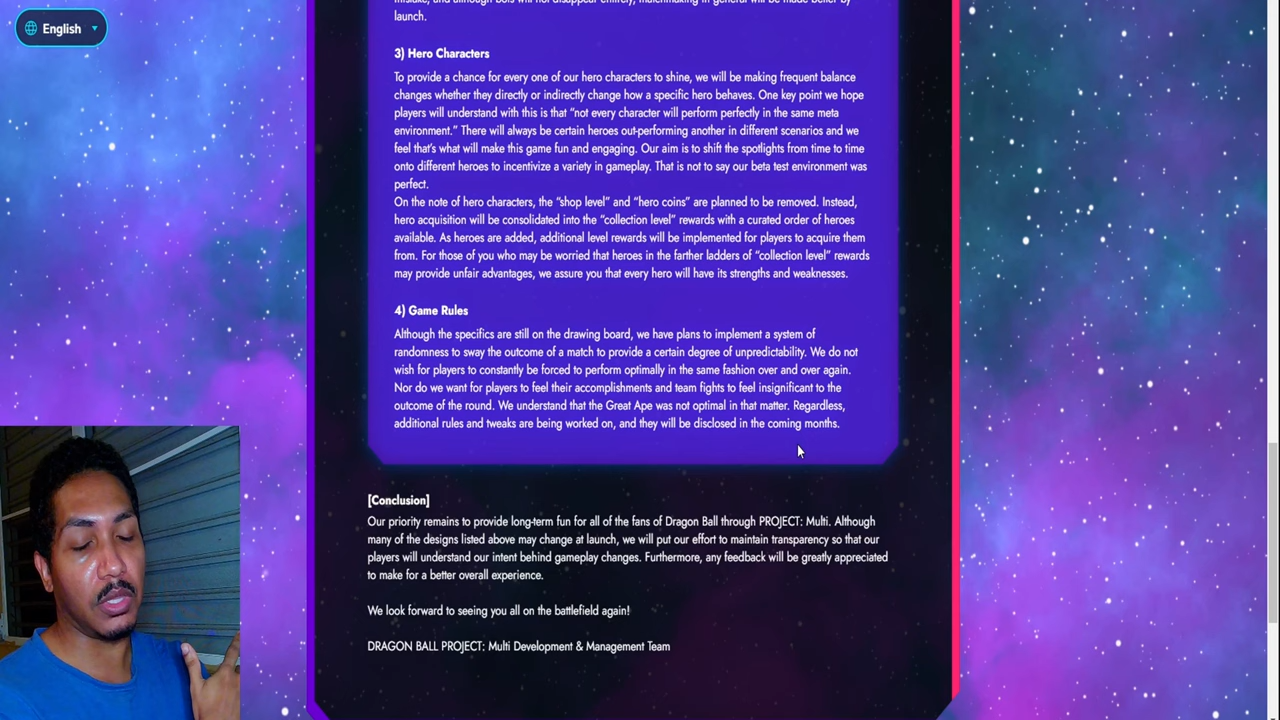 English
launch.
3) Hero Characters
To provide a chance for every one of our hero characters to shine, we will be making frequent balance
changes whether they directly or indirectly change how a specific hero behaves. One key point we hope
players will understand with this is that “not every character will perform perfectly in the same meta
environment.” There will always be certain heroes out-performing another in different scenarios and we
feel that’s what will make this game fun and engaging. Our aim is to shift the spotlights from time to time
onto different heroes to incentivize a variety in gameplay. That is not to say our beta test environment was
perfect.
On the note of hero characters, the “shop level” and “hero coins” are planned to be removed. Instead,
hero acquisition will be consolidated into the “collection level” rewards with a curated order of heroes
available. As heroes are added, additional level rewards will be implemented for players to acquire them
from. For those of you who may be worried that heroes in the farther ladders of “collection level” rewards
may provide unfair advantages, we assure you that every hero will have its strengths and weaknesses.
4) Game Rules
Although the specifics are still on the drawing board, we have plans to implement a system of
randomness to sway the outcome of a match to provide a certain degree of unpredictability. We do not
wish for players to constantly be forced to perform optimally in the same fashion over and over again.
Nor do we want for players to feel their accomplishments and team fights to feel insignificant to the
outcome of the round. We understand that the Great Ape was not optimal in that matter. Regardless,
additional rules and tweaks are being worked on, and they will be disclosed in the coming months.
[Conclusion]
Our priority remains to provide long-term fun for all of the fans of Dragon Ball through PROJECT: Multi. Although
many of the designs listed above may change at launch, we will put our effort to maintain transparency so that our
players will understand our intent behind gameplay changes. Furthermore, any feedback will be greatly appreciated
to make for a better overall experience.
We look forward to seeing you all on the battlefield again!
DRAGON BALL PROJECT: Multi Development & Management Team